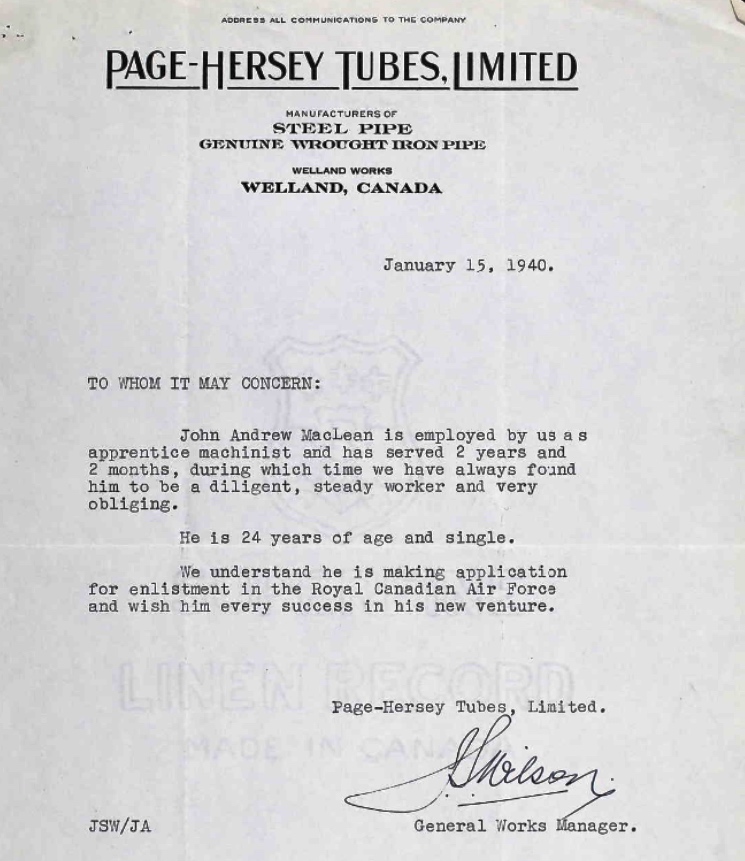 ADDRESS ALL COMMUNICATIONS TO THE COMPANY
PAGE-HERSEY TUBES, LIMITED
MANUFACTURERS OF
STEEL PIPE
GENUINE WROUGHT IRON PIPE
WELLAND WORKS
WELLAND, CANADA
January 15, 1940.
TO WHOM IT MAY CONCERN:
John Andrew MacLean is employed by us as
apprentice machinist and has served 2 years and
2 months, during which time we have always found
him to be a diligent, steady worker and very
obliging.
He is 24 years of age and single.
We understand he is making application
for enlistment in the Royal Canadian Air Force
and wish him every success in his new venture.
LINEN RECORD
Page-Hersey Tubes, Limited.
MADE IN CANADA
J.S. Wilson.
JSW/JA
General Works Manager.